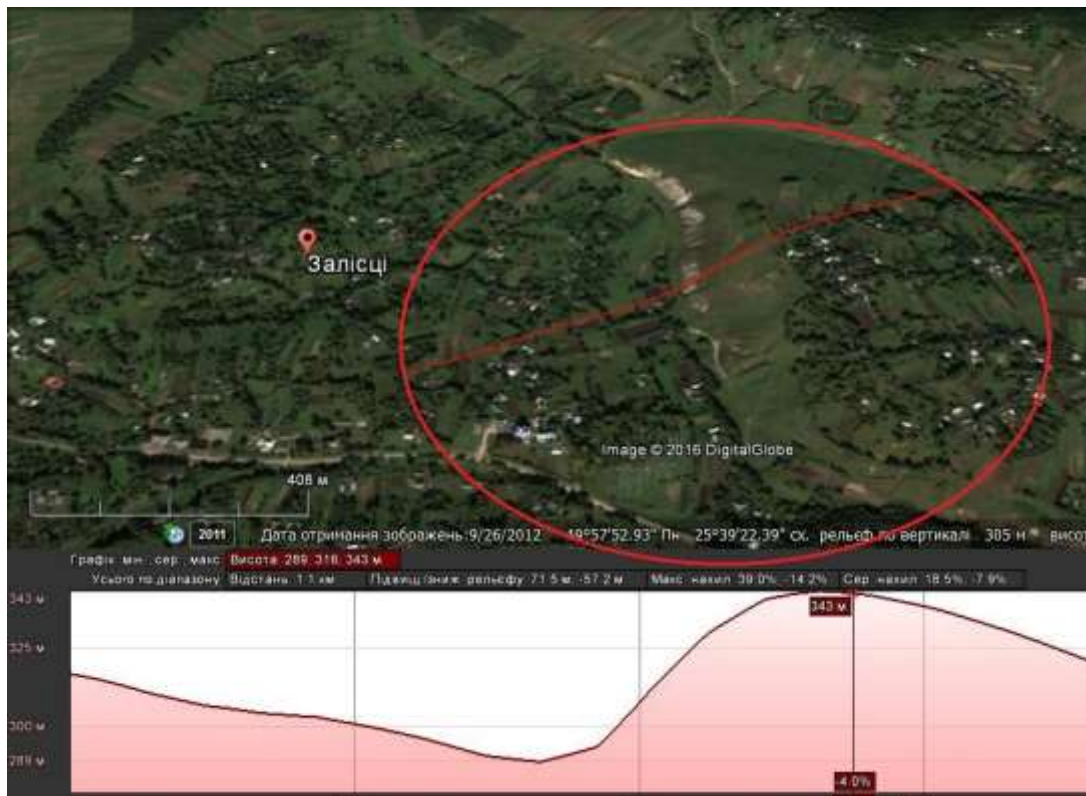 Залісці
Image © 2016 DigitalGlobe
408 м
2011 Дата отримання зображень: 9/26/2012 49°57'52.93" Пн 25°39'22.39" сх. рельєф по вертикалі 305 м висот
Графік: мін., сер., макс. Висота: 289, 318, 343 м
Усього по діапазону: Відстань: 1.1 км Підвищ./зниж. рельєфу: 71.5 м, -57.2 м Макс. нахил: 39.0%, -14.2% Сер. нахил: 18.5%, -7.9%
343 м
343 м
325 м
300 м
289 м
-4.0%